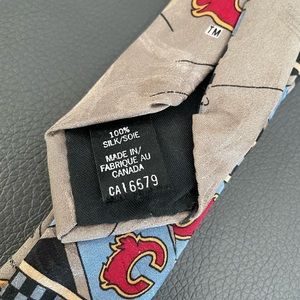 TM
100%
SILK/SOIE
MADE IN/
FABRIQUE AU
CANADA
CA16579